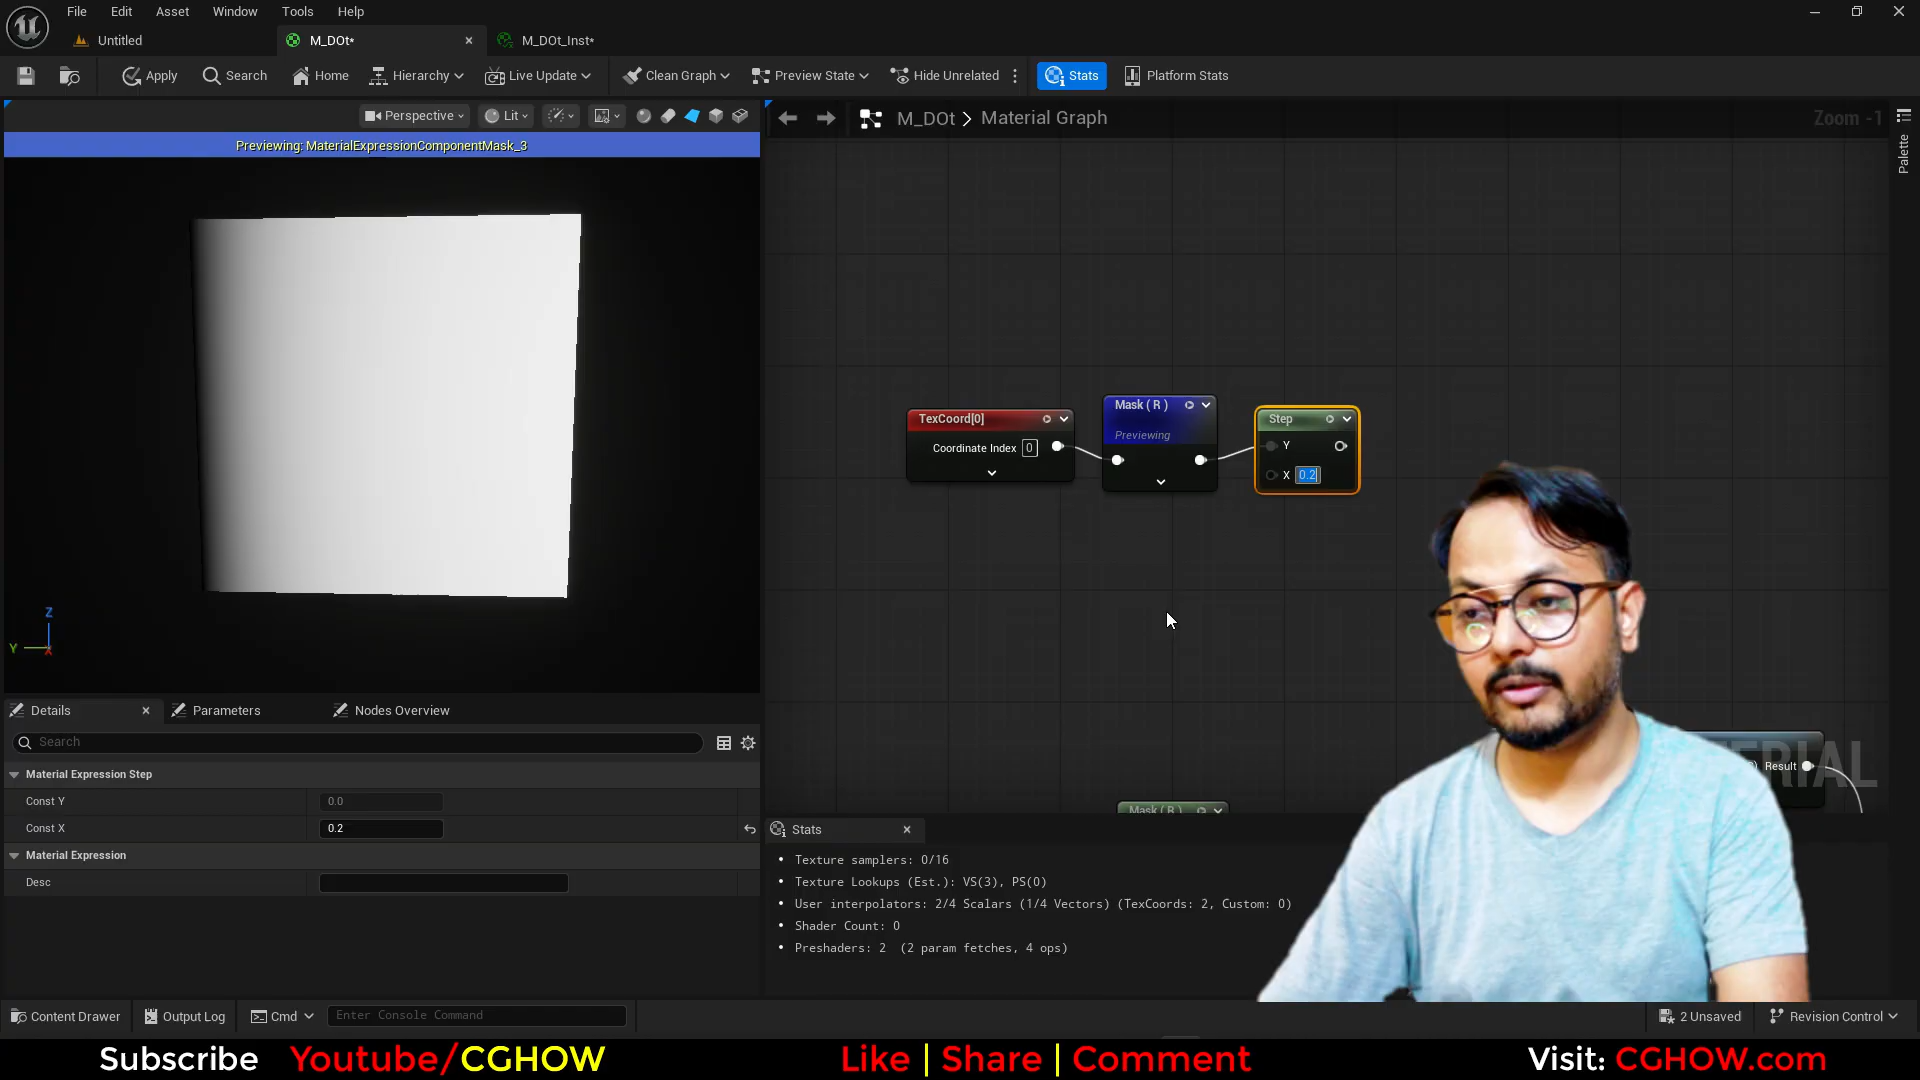 File Edit Asset Window Tools Help
Untitled M_DOt* M_DOt_Inst*
Apply Search Home Hierarchy Live Update Clean Graph Preview State Hide Unrelated Stats Platform Stats
Perspective Lit
Previewing: MaterialExpressionComponentMask_3
M_DOt > Material Graph
Zoom -1
Palette
TexCoord[0]
Coordinate Index 0
Mask ( R )
Previewing
Step
Y
X 0.2
Z
Y
X
Mask ( R )
Result
Details Parameters Nodes Overview
Search
Material Expression Step
Const Y 0.0
Const X 0.2
Material Expression
Desc
Stats
• Texture samplers: 0/16
• Texture Lookups (Est.): VS(3), PS(0)
• User interpolators: 2/4 Scalars (1/4 Vectors) (TexCoords: 2, Custom: 0)
• Shader Count: 0
• Preshaders: 2 (2 param fetches, 4 ops)
Content Drawer Output Log Cmd Enter Console Command 2 Unsaved Revision Control
Subscribe Youtube/CGHOW Like | Share | Comment Visit: CGHOW.com